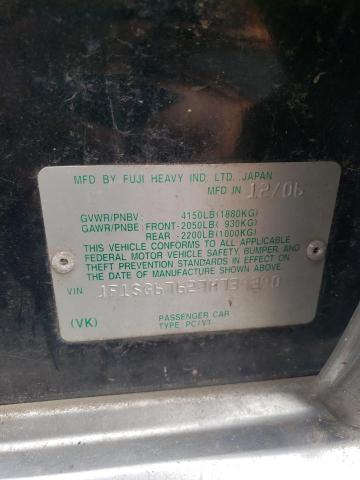 MFD BY FUJI HEAVY IND. LTD. JAPAN
MFD IN 12/06
GVWR/PNBV: 4150LB(1880KG)
GAWR/PNBE: FRONT-2050LB( 930KG)
REAR -2200LB(1000KG)
THIS VEHICLE CONFORMS TO ALL APPLICABLE
FEDERAL MOTOR VEHICLE SAFETY, BUMPER, AND
THEFT PREVENTION STANDARDS IN EFFECT ON
THE DATE OF MANUFACTURE SHOWN ABOVE.
VIN
PASSENGER CAR
(VK) TYPE PC/VT